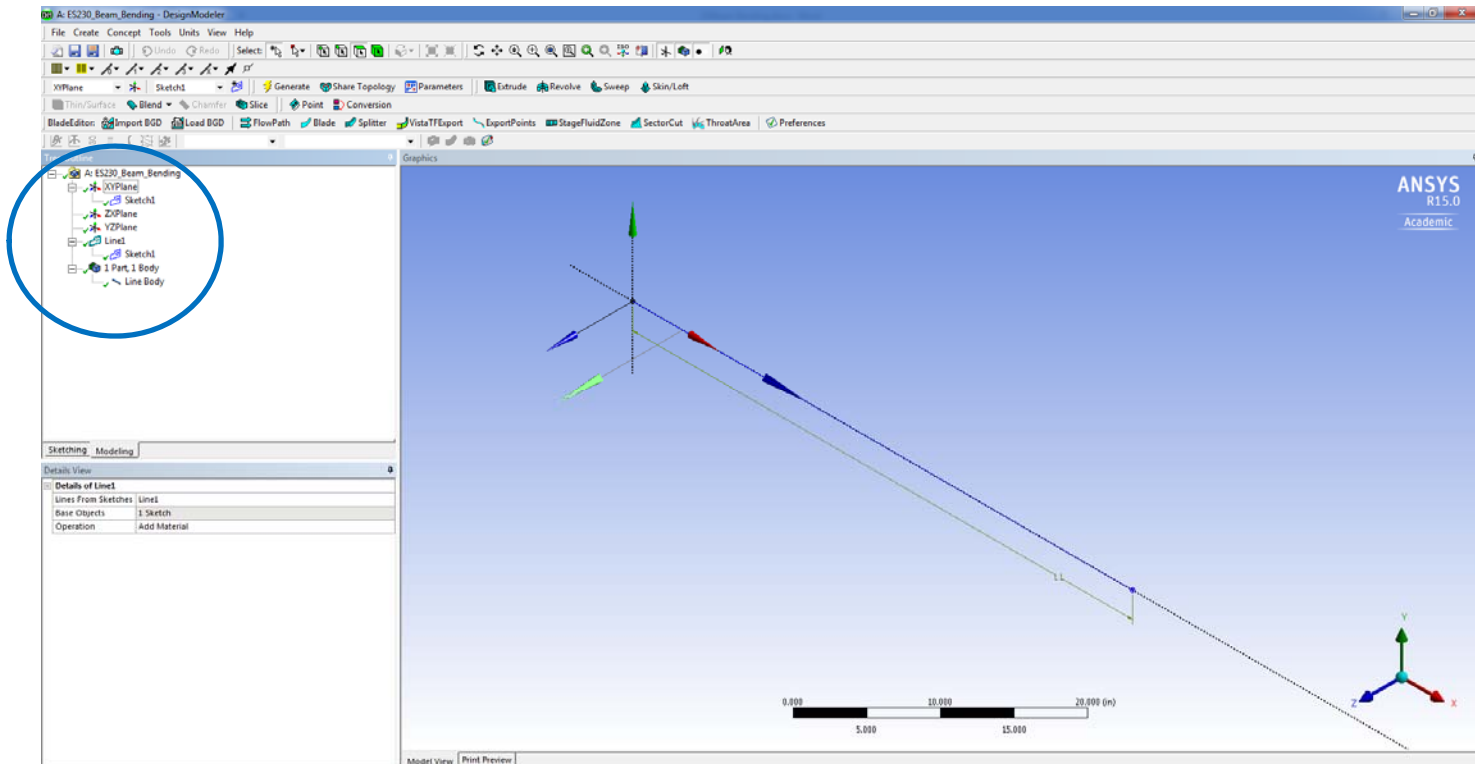 A: ES230_Beam_Bending - DesignModeler
File Create Concept Tools Units View Help
Undo Redo Select:
XYPlane Sketch1 Generate Share Topology Parameters Extrude Revolve Sweep Skin/Loft
Thin/Surface Blend Chamfer Slice Point Conversion
BladeEditor: Import BGD Load BGD FlowPath Blade Splitter VistaTFExport ExportPoints StageFluidZone SectorCut ThroatArea Preferences
Tree Outline
Graphics
A: ES230_Beam_Bending
XYPlane
Sketch1
ZXPlane
YZPlane
Line1
Sketch1
1 Part, 1 Body
Line Body
ANSYS
R15.0
Academic
Sketching Modeling
Details View
Details of Line1
Lines From Sketches Line1
Base Objects 1 Sketch
Operation Add Material
L1
0.000 10.000 20.000 (in)
5.000 15.000
Y
Z X
Model View Print Preview